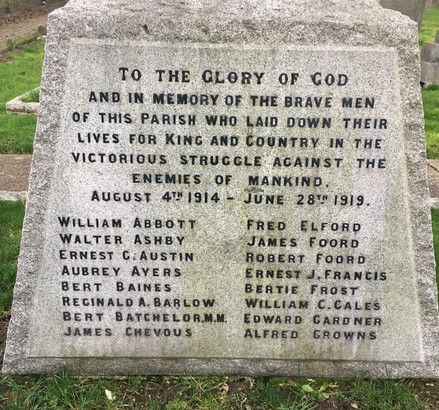 TO THE GLORY OF GOD
AND IN MEMORY OF THE BRAVE MEN
OF THIS PARISH WHO LAID DOWN THEIR
LIVES FOR KING AND COUNTRY IN THE
VICTORIOUS STRUGGLE AGAINST THE
ENEMIES OF MANKIND.
AUGUST 4TH 1914 - JUNE 28TH 1919.
WILLIAM ABBOTT
WALTER ASHBY
ERNEST G. AUSTIN
AUBREY AYERS
BERT BAINES
REGINALD A. BARLOW
BERT BATCHELOR, M.M.
JAMES CHEVOUS
FRED ELFORD
JAMES FOORD
ROBERT FOORD
ERNEST J. FRANCIS
BERTIE FROST
WILLIAM C. GALES
EDWARD GARDNER
ALFRED GROWNS